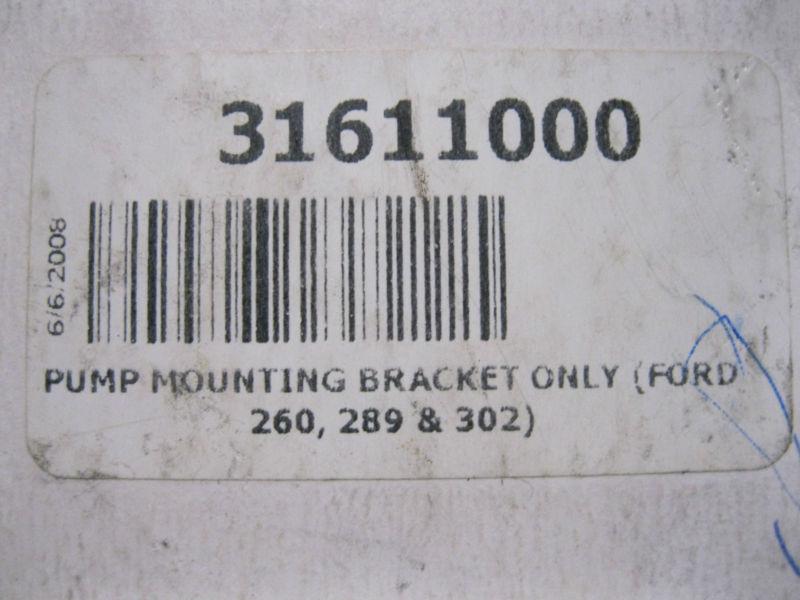 31611000
6/6/2008
PUMP MOUNTING BRACKET ONLY (FORD
260, 289 & 302)